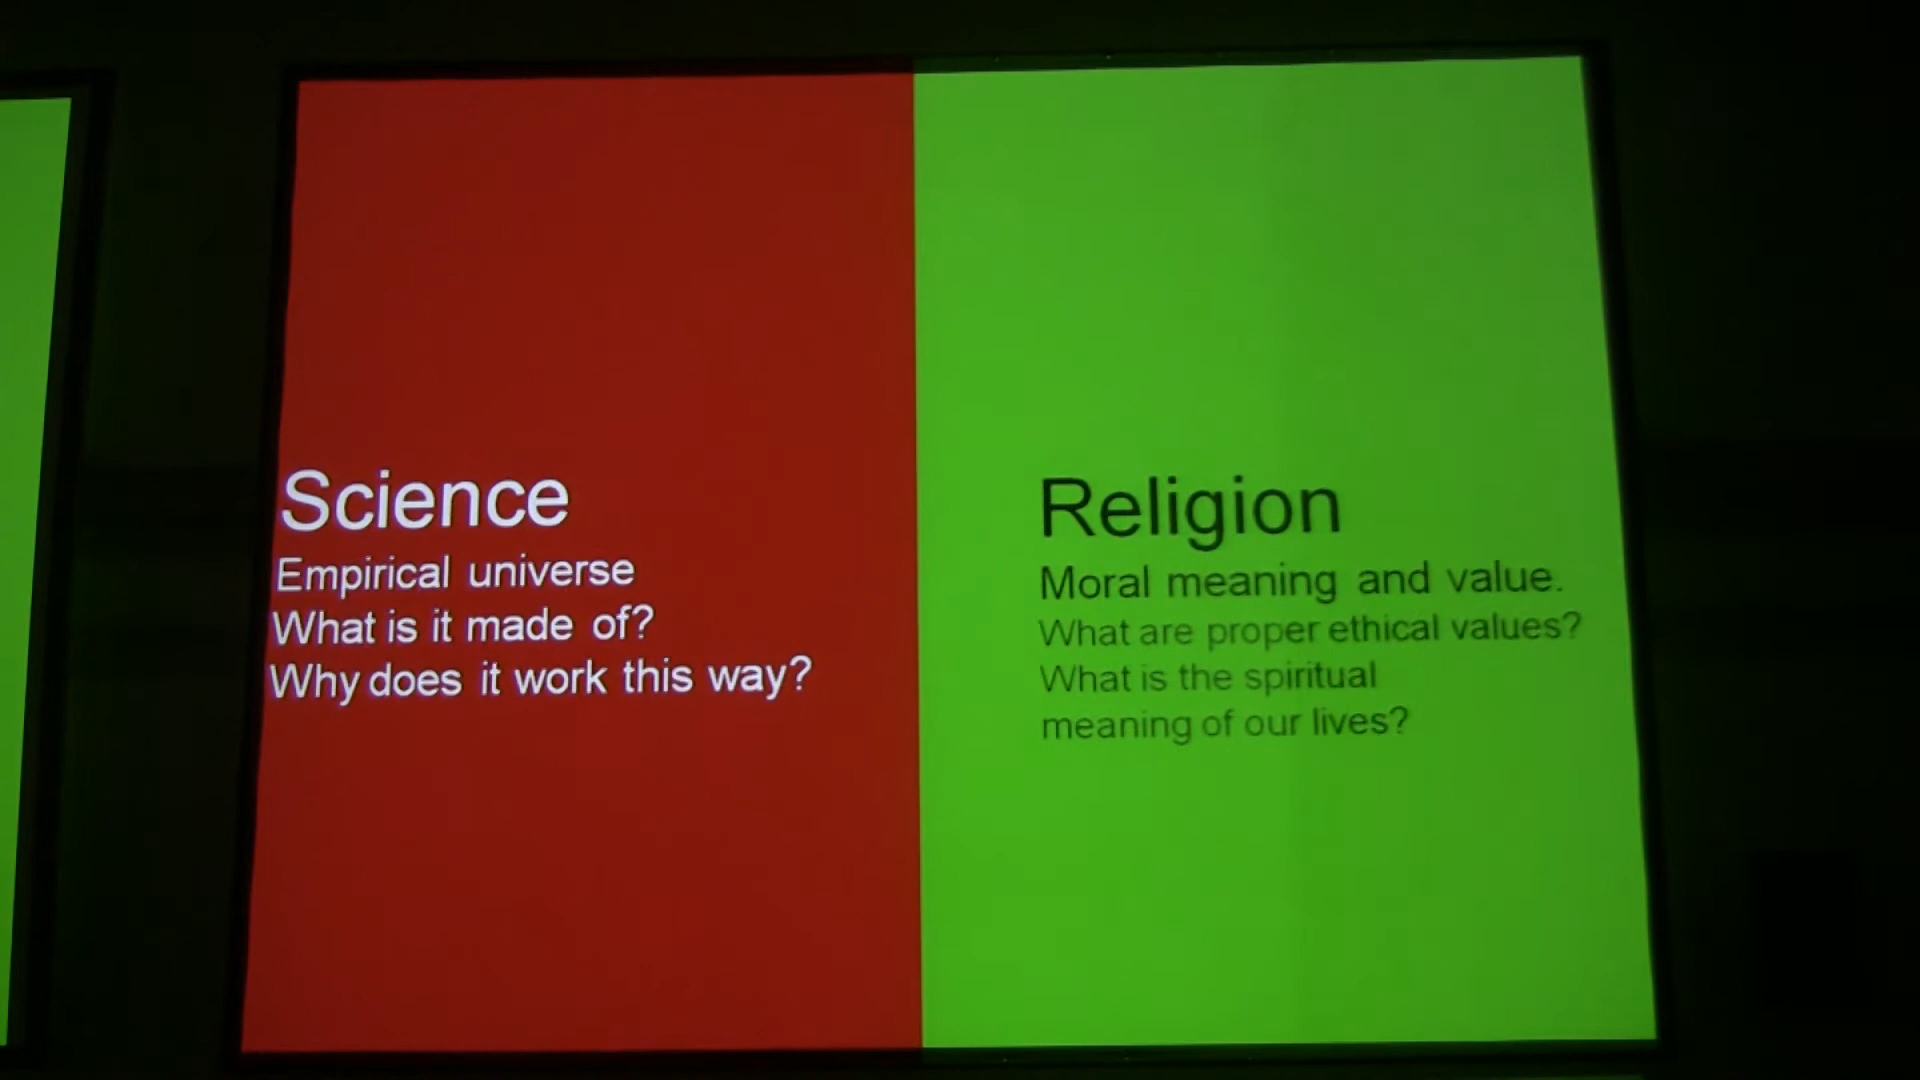 Science
Empirical universe
What is it made of?
Why does it work this way?
Religion
Moral meaning and value.
What are proper ethical values?
What is the spiritual
meaning of our lives?